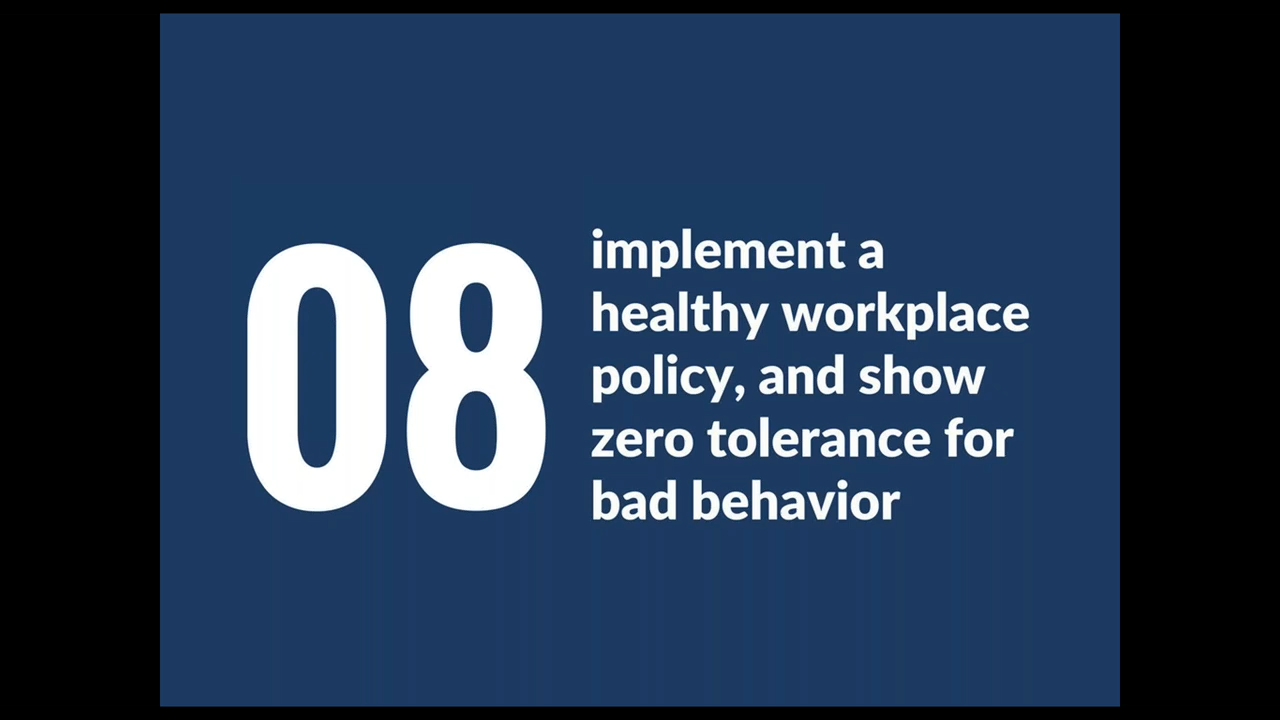 08
implement a
healthy workplace
policy, and show
zero tolerance for
bad behavior